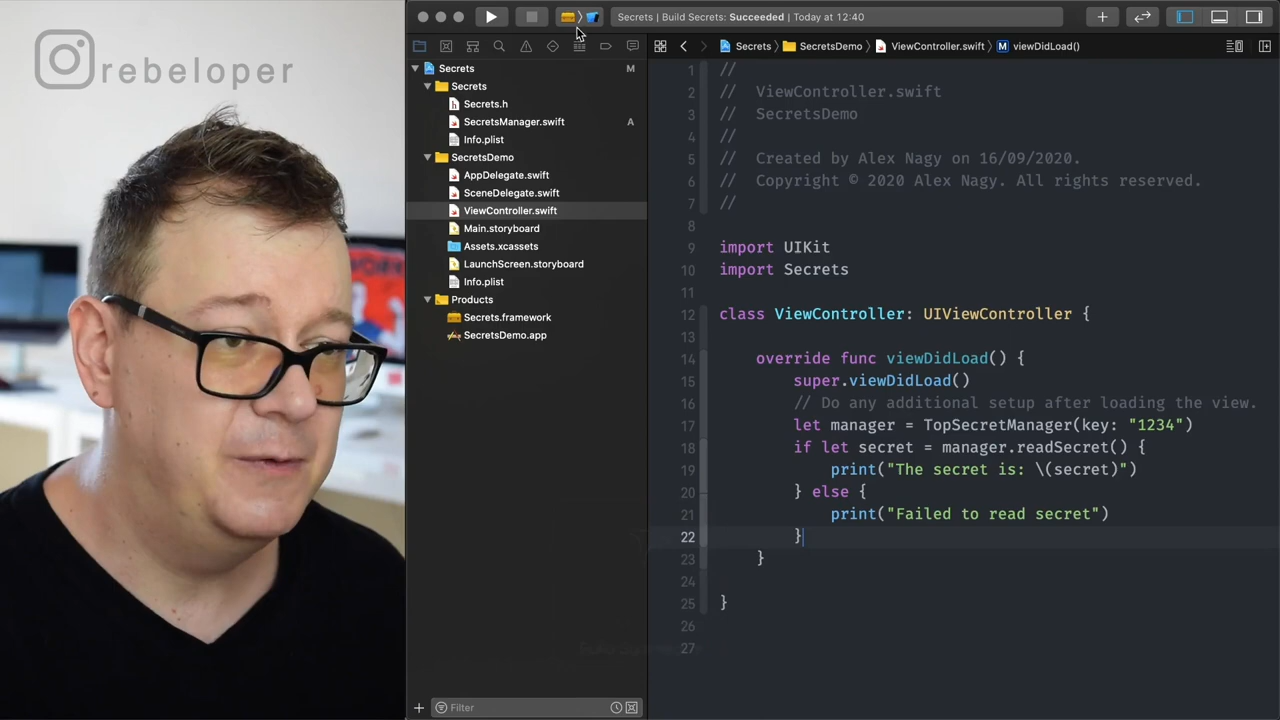 rebeloper
Secrets | Build Secrets: Succeeded | Today at 12:40
Secrets
SecretsDemo
ViewController.swift
M
viewDidLoad()
Secrets
M
Secrets
h
Secrets.h
SecretsManager.swift
A
Info.plist
SecretsDemo
AppDelegate.swift
SceneDelegate.swift
ViewController.swift
Main.storyboard
Assets.xcassets
LaunchScreen.storyboard
Info.plist
Products
Secrets.framework
SecretsDemo.app
Filter
1 //
2 //  ViewController.swift
3 //  SecretsDemo
4 //
5 //  Created by Alex Nagy on 16/09/2020.
6 //  Copyright © 2020 Alex Nagy. All rights reserved.
7 //
8
9 import UIKit
10 import Secrets
11
12 class ViewController: UIViewController {
13
14     override func viewDidLoad() {
15         super.viewDidLoad()
16         // Do any additional setup after loading the view.
17         let manager = TopSecretManager(key: "1234")
18         if let secret = manager.readSecret() {
19             print("The secret is: \(secret)")
20         } else {
21             print("Failed to read secret")
22         }
23     }
24
25 }
26
27